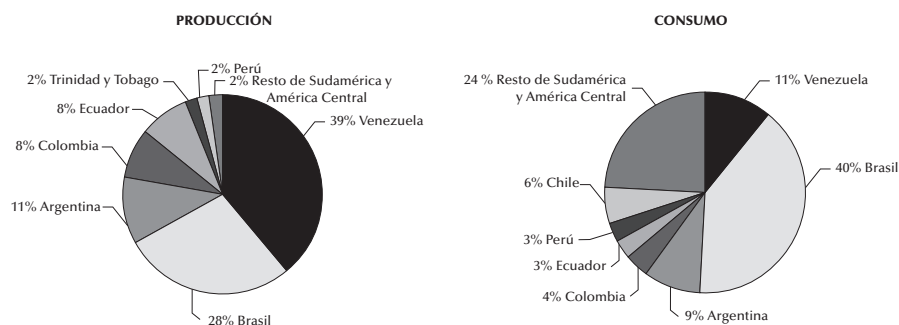 PRODUCCIÓN
2% Perú
2% Trinidad y Tobago
2% Resto de Sudamérica y
América Central
8% Ecuador
39% Venezuela
8% Colombia
11% Argentina
28% Brasil
CONSUMO
24 % Resto de Sudamérica
y América Central
11% Venezuela
40% Brasil
6% Chile
3% Perú
3% Ecuador
4% Colombia
9% Argentina